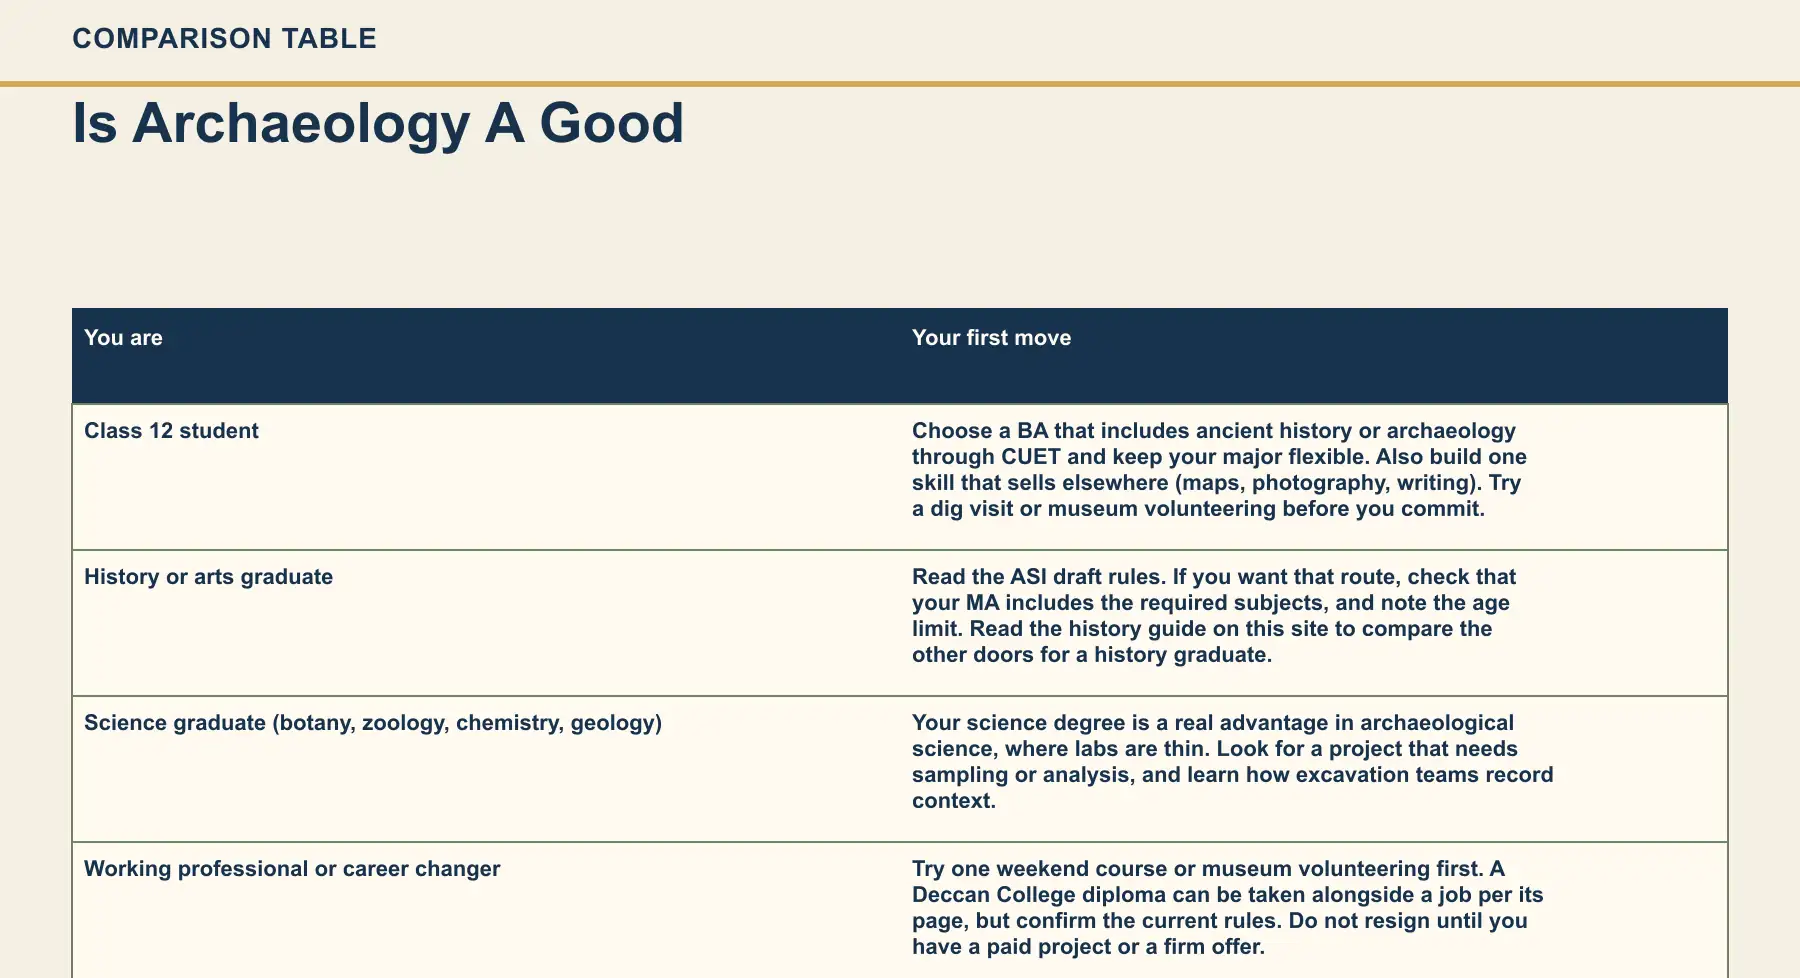 COMPARISON TABLE
Is Archaeology A Good
You are
Your first move
Class 12 student
Choose a BA that includes ancient history or archaeology
through CUET and keep your major flexible. Also build one
skill that sells elsewhere (maps, photography, writing). Try
a dig visit or museum volunteering before you commit.
History or arts graduate
Read the ASI draft rules. If you want that route, check that
your MA includes the required subjects, and note the age
limit. Read the history guide on this site to compare the
other doors for a history graduate.
Science graduate (botany, zoology, chemistry, geology)
Your science degree is a real advantage in archaeological
science, where labs are thin. Look for a project that needs
sampling or analysis, and learn how excavation teams record
context.
Working professional or career changer
Try one weekend course or museum volunteering first. A
Deccan College diploma can be taken alongside a job per its
page, but confirm the current rules. Do not resign until you
have a paid project or a firm offer.